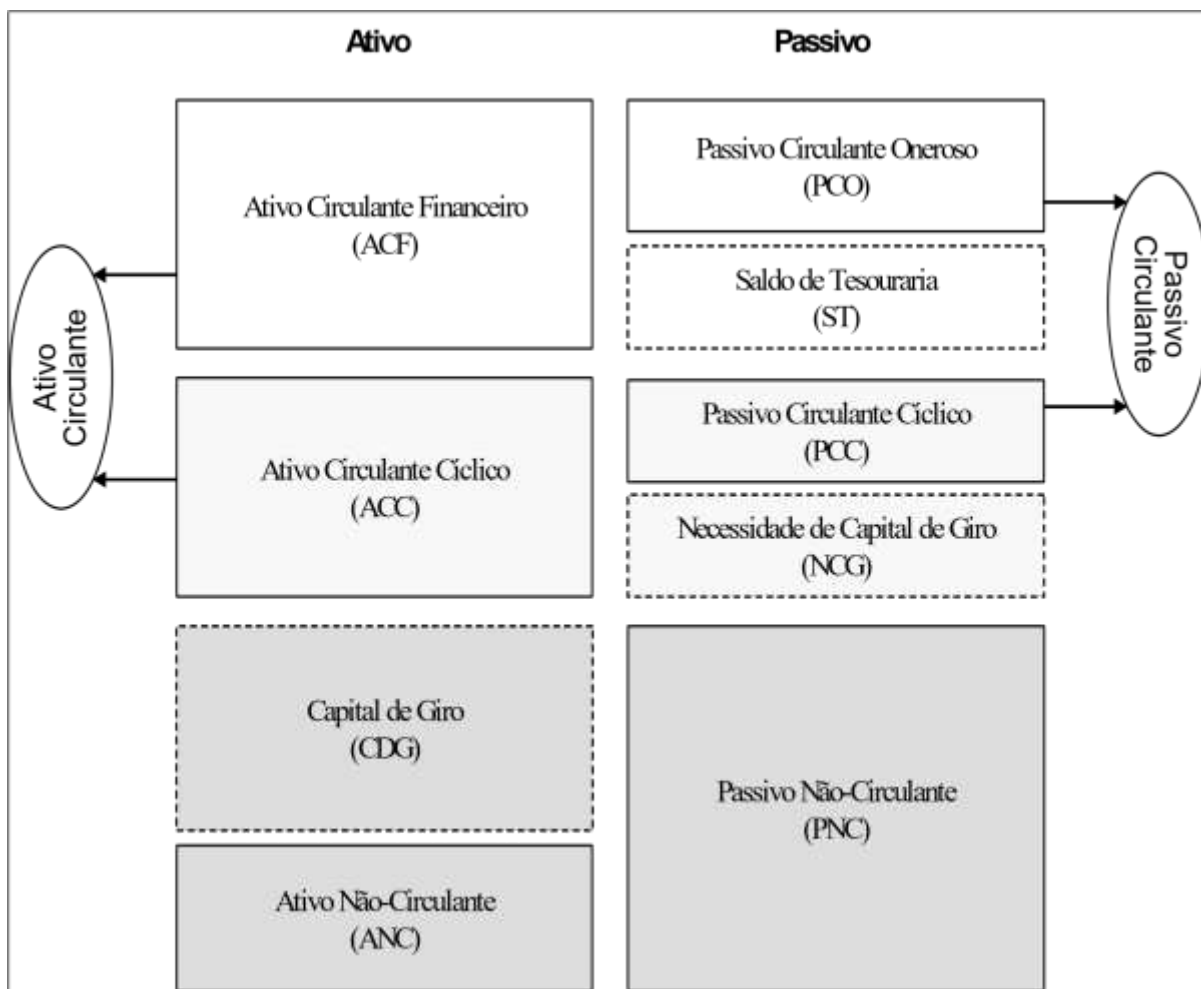 Ativo
Passivo
Ativo Circulante Financeiro
(ACF)
Passivo Circulante Oneroso
(PCO)
Saldo de Tesouraria
(ST)
Ativo
Circulante
Passivo
Circulante
Ativo Circulante Cíclico
(ACC)
Passivo Circulante Cíclico
(PCC)
Necessidade de Capital de Giro
(NCG)
Capital de Giro
(CDG)
Passivo Não-Circulante
(PNC)
Ativo Não-Circulante
(ANC)